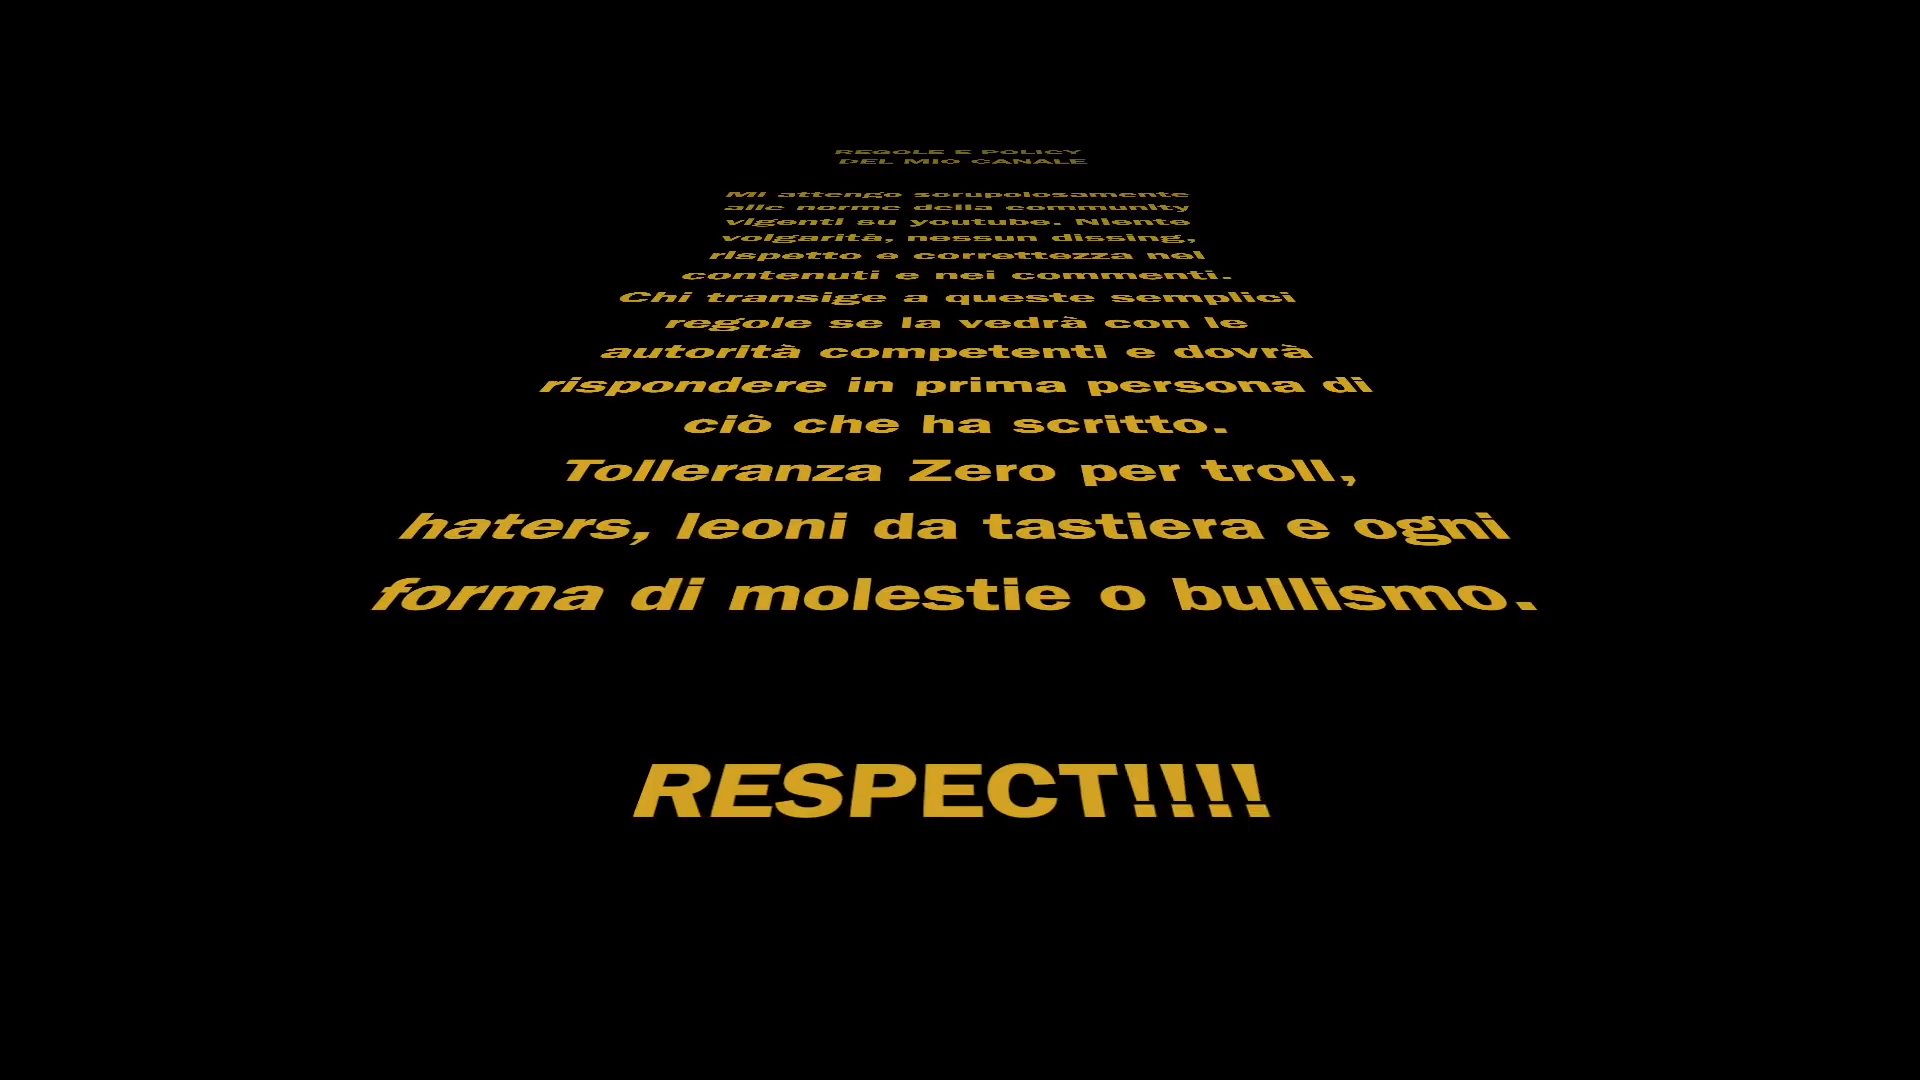 REGOLE E POLICY
DEL MIO CANALE
Mi attengo scrupolosamente
alle norme della community
vigenti su youtube. Niente
volgarità, nessun dissing,
rispetto e correttezza nei
contenuti e nei commenti.
Chi transige a queste semplici
regole se la vedrà con le
autorità competenti e dovrà
rispondere in prima persona di
ciò che ha scritto.
Tolleranza Zero per troll,
haters, leoni da tastiera e ogni
forma di molestie o bullismo.
RESPECT!!!!